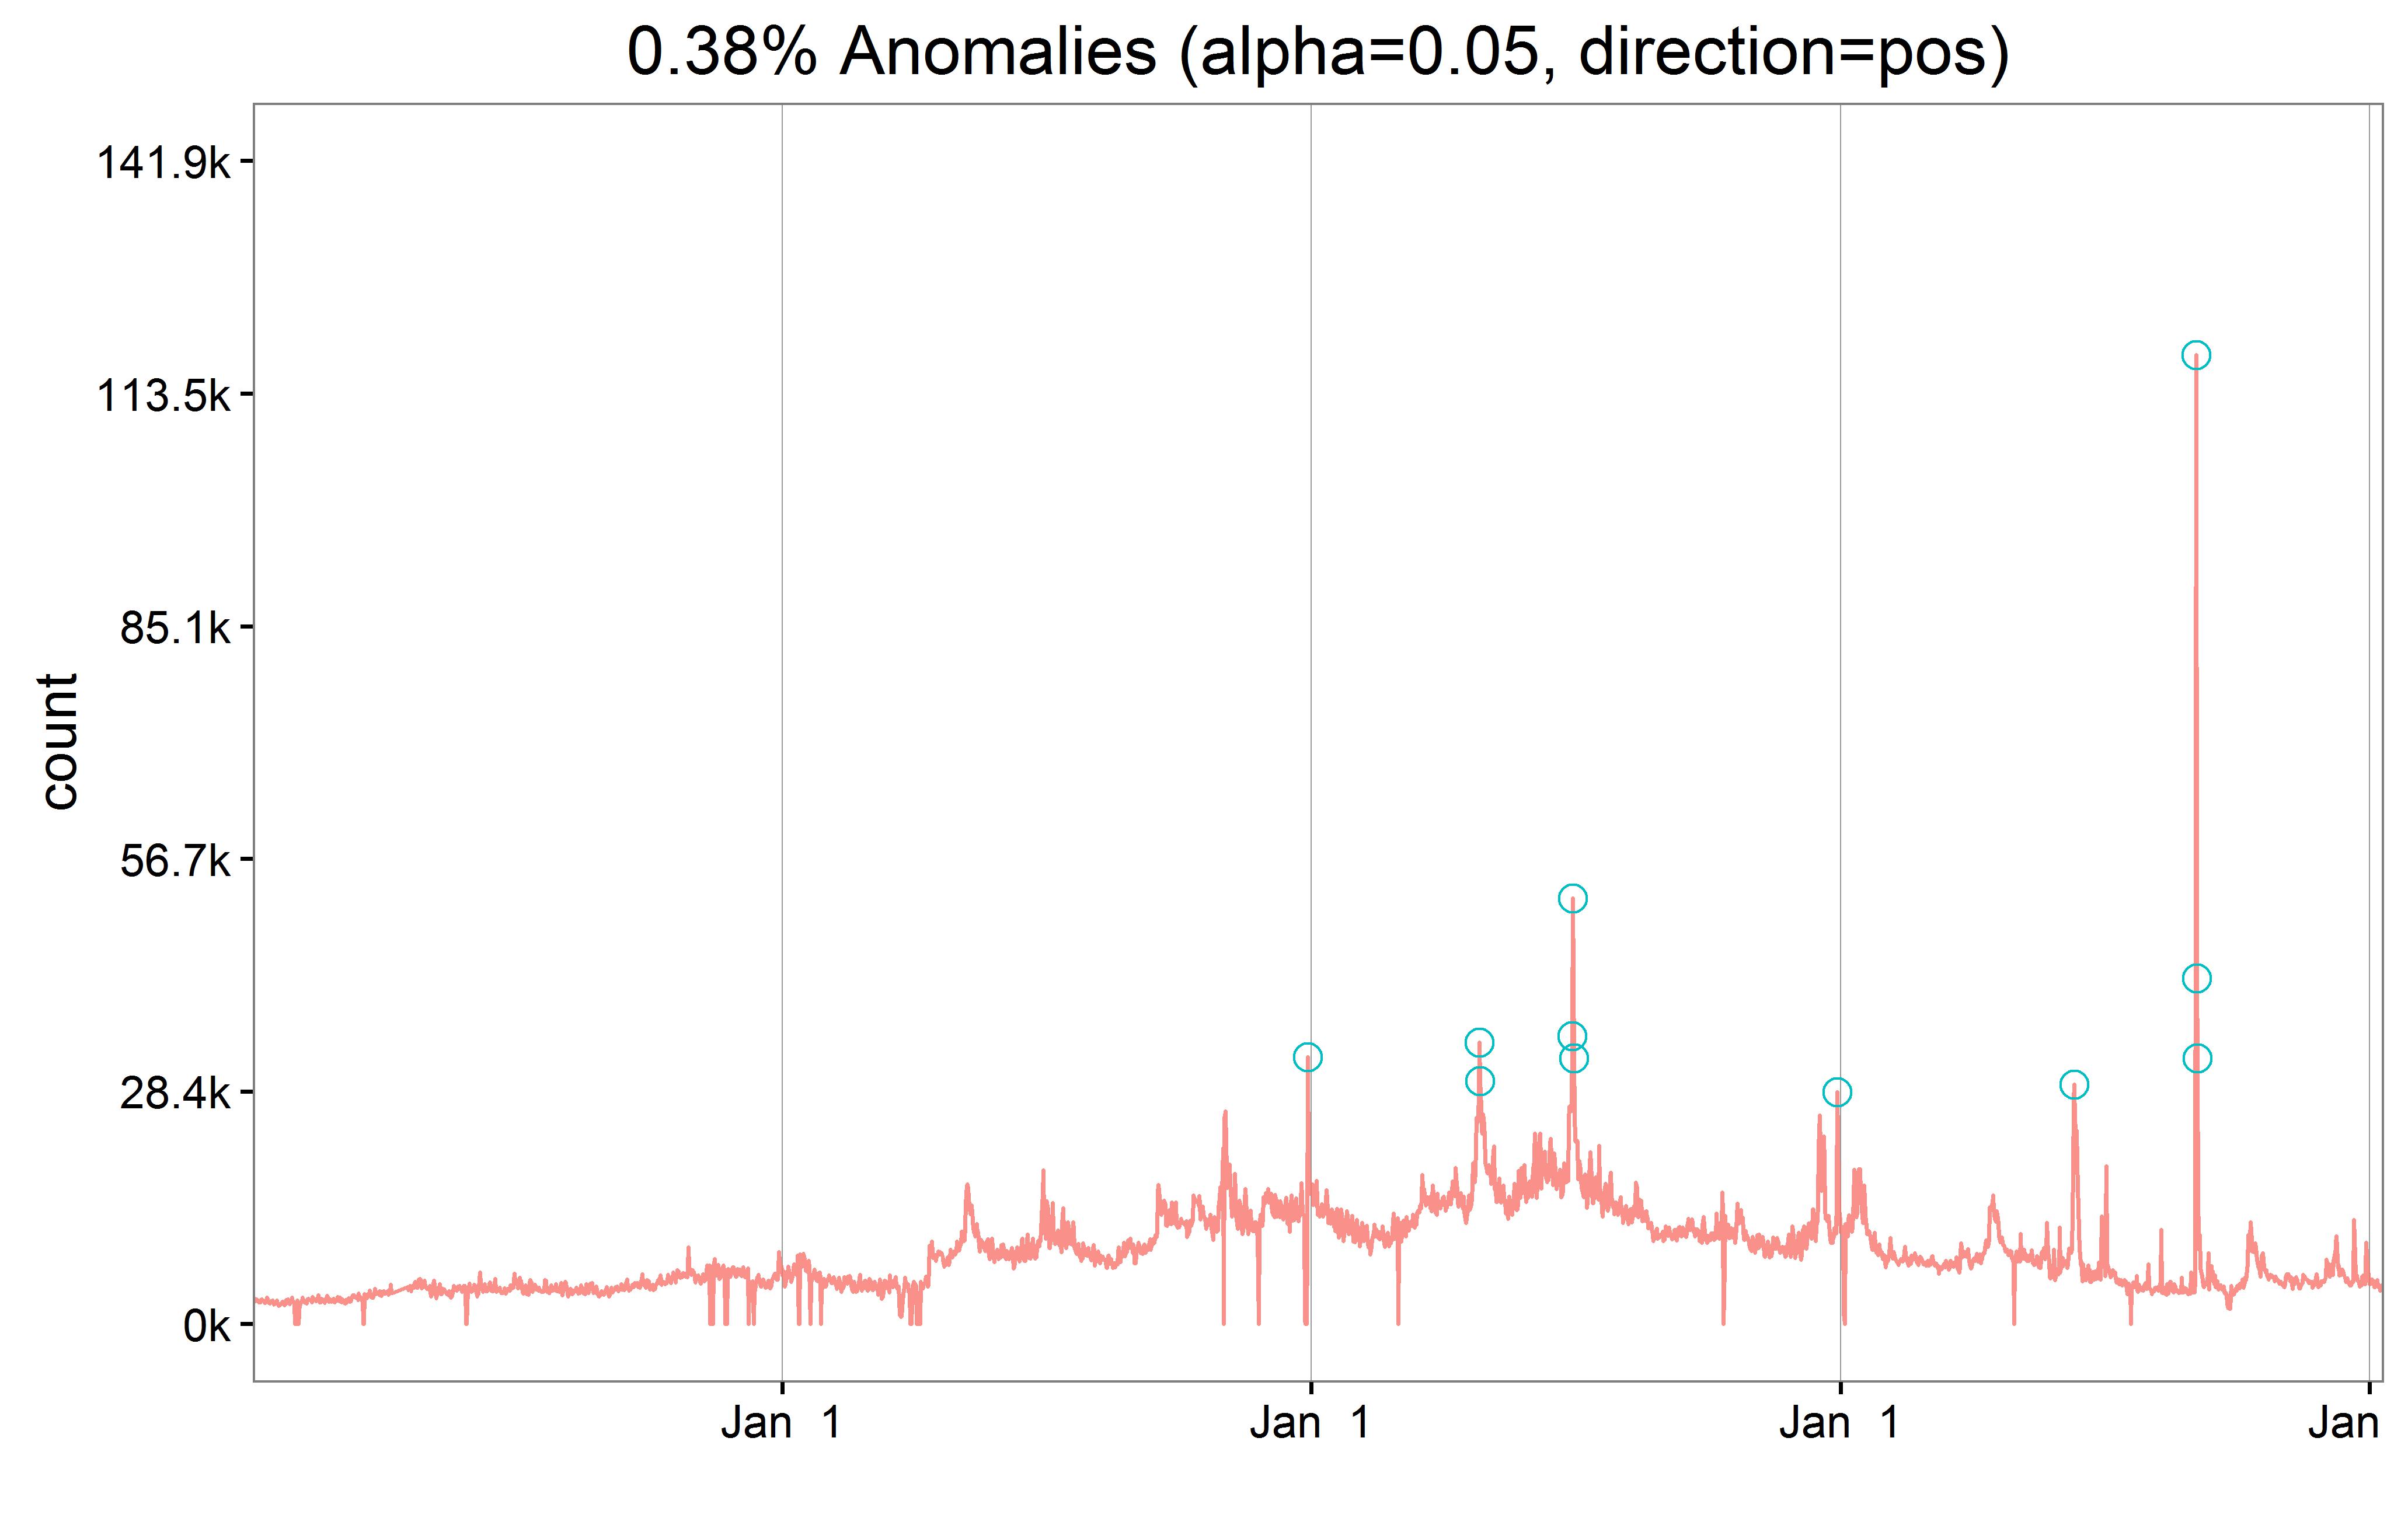 0.38% Anomalies (alpha=0.05, direction=pos)
141.9k
113.5k
85.1k
56.7k
28.4k
0k
count
Jan 1
Jan 1
Jan 1
Jan